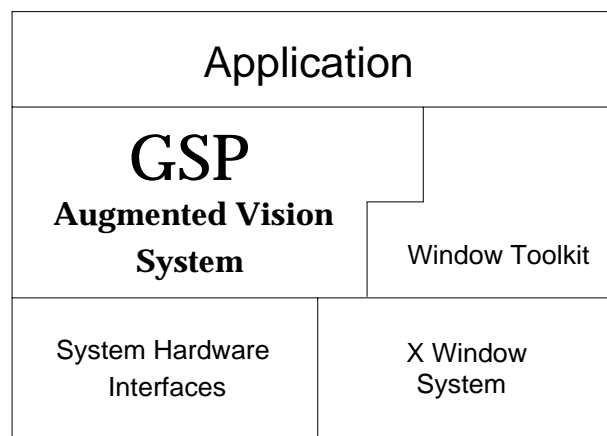 Application
GSP
Augmented Vision
System
Window Toolkit
System Hardware
Interfaces
X Window
System